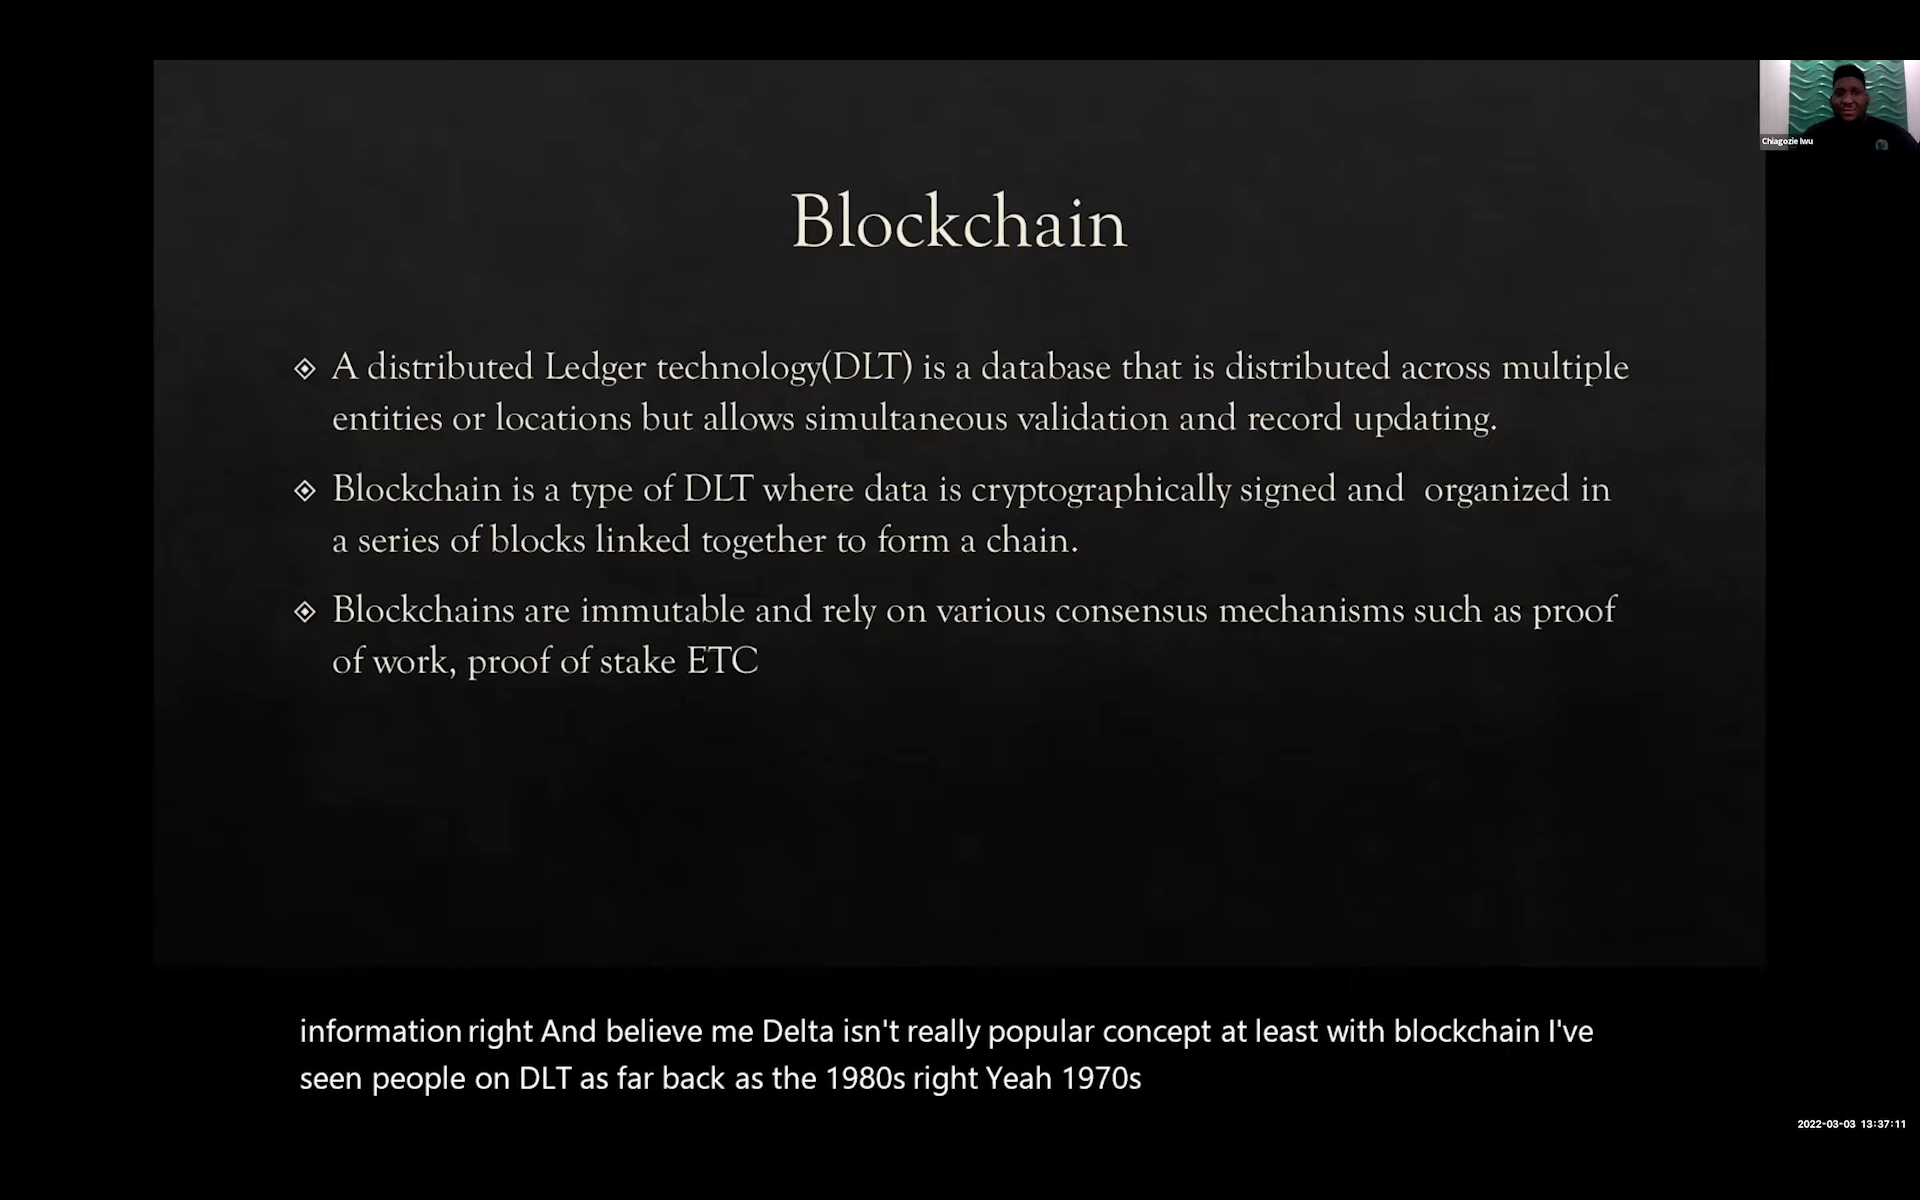 Chiagozie Iwu
Blockchain
A distributed Ledger technology(DLT) is a database that is distributed across multiple
entities or locations but allows simultaneous validation and record updating.
Blockchain is a type of DLT where data is cryptographically signed and organized in
a series of blocks linked together to form a chain.
Blockchains are immutable and rely on various consensus mechanisms such as proof
of work, proof of stake ETC
information right And believe me Delta isn't really popular concept at least with blockchain I've
seen people on DLT as far back as the 1980s right Yeah 1970s
2022-03-03 13:37:11